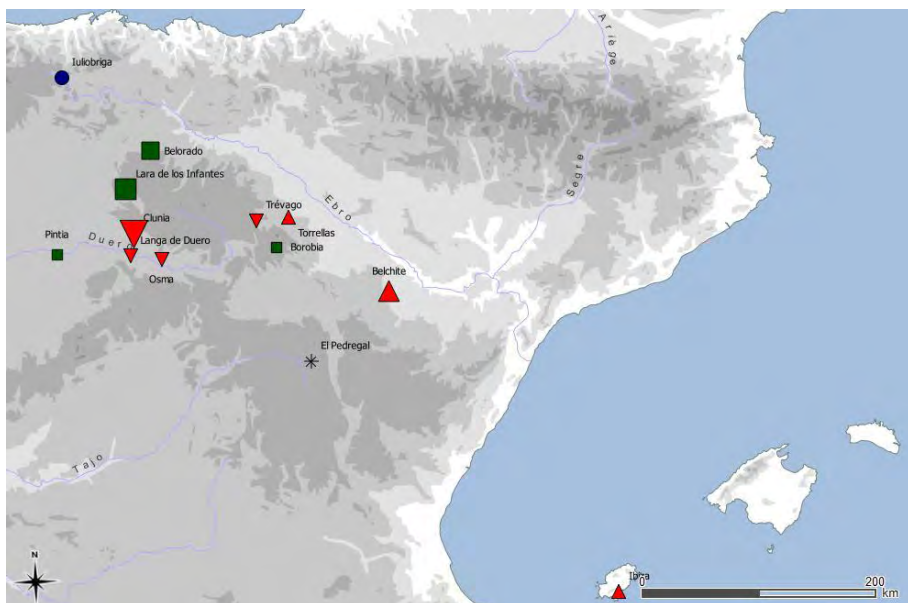 Ariège
Iuliobriga
Belorado
Segre
Lara de los Infantes
Ebro
Trévago
Clunia
Torrellas
Pintia
Duero
Langa de Duero
Borobia
Osma
Belchite
El Pedregal
Tajo
N
Ibiza
0
200
km